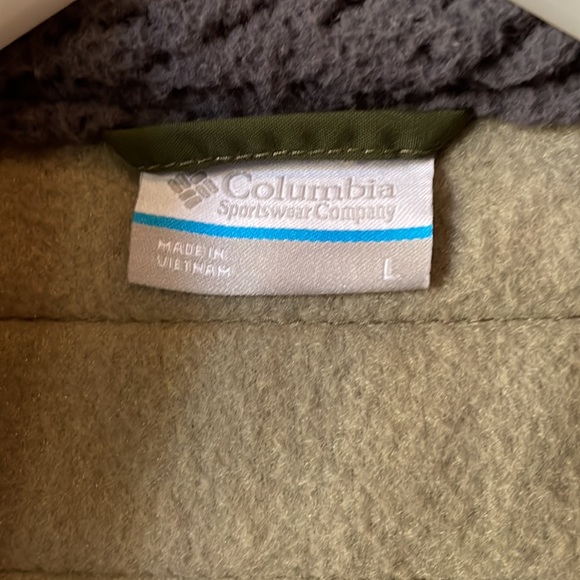 Columbia
Sportswear Company
MADE IN
VIETNAM
L